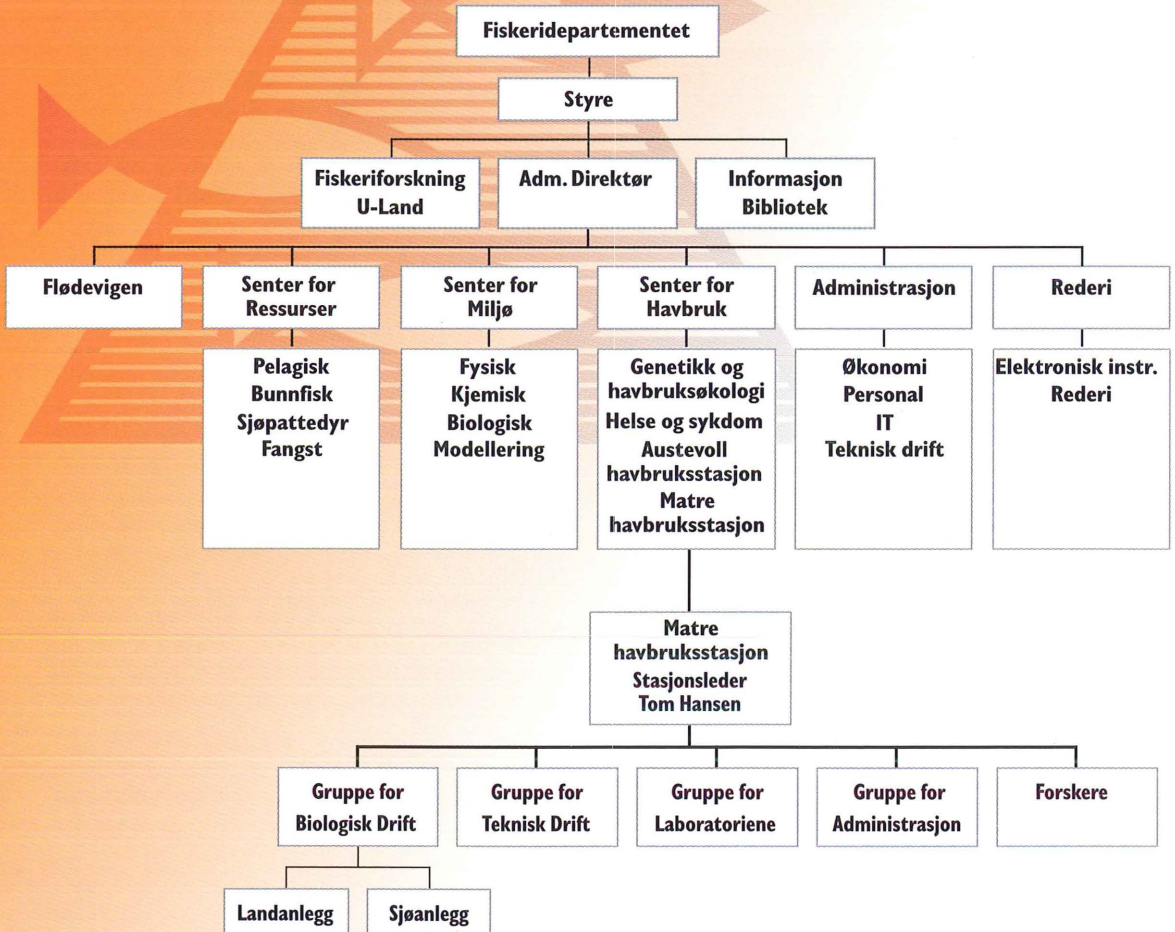 Fiskeridepartementet
Styre
Fiskeriforskning
U-Land
Adm. Direktør
Informasjon
Bibliotek
Flødevigen
Senter for
Ressurser
Senter for
Miljø
Senter for
Havbruk
Administrasjon
Rederi
Pelagisk
Bunnfisk
Sjøpattedyr
Fangst
Fysisk
Kjemisk
Biologisk
Modellering
Genetikk og
havbruksøkologi
Helse og sykdom
Austevoll
havbruksstasjon
Matre
havbruksstasjon
Økonomi
Personal
IT
Teknisk drift
Elektronisk instr.
Rederi
Matre
havbruksstasjon
Stasjonsleder
Tom Hansen
Gruppe for
Biologisk Drift
Gruppe for
Teknisk Drift
Gruppe for
Laboratoriene
Gruppe for
Administrasjon
Forskere
Landanlegg
Sjøanlegg